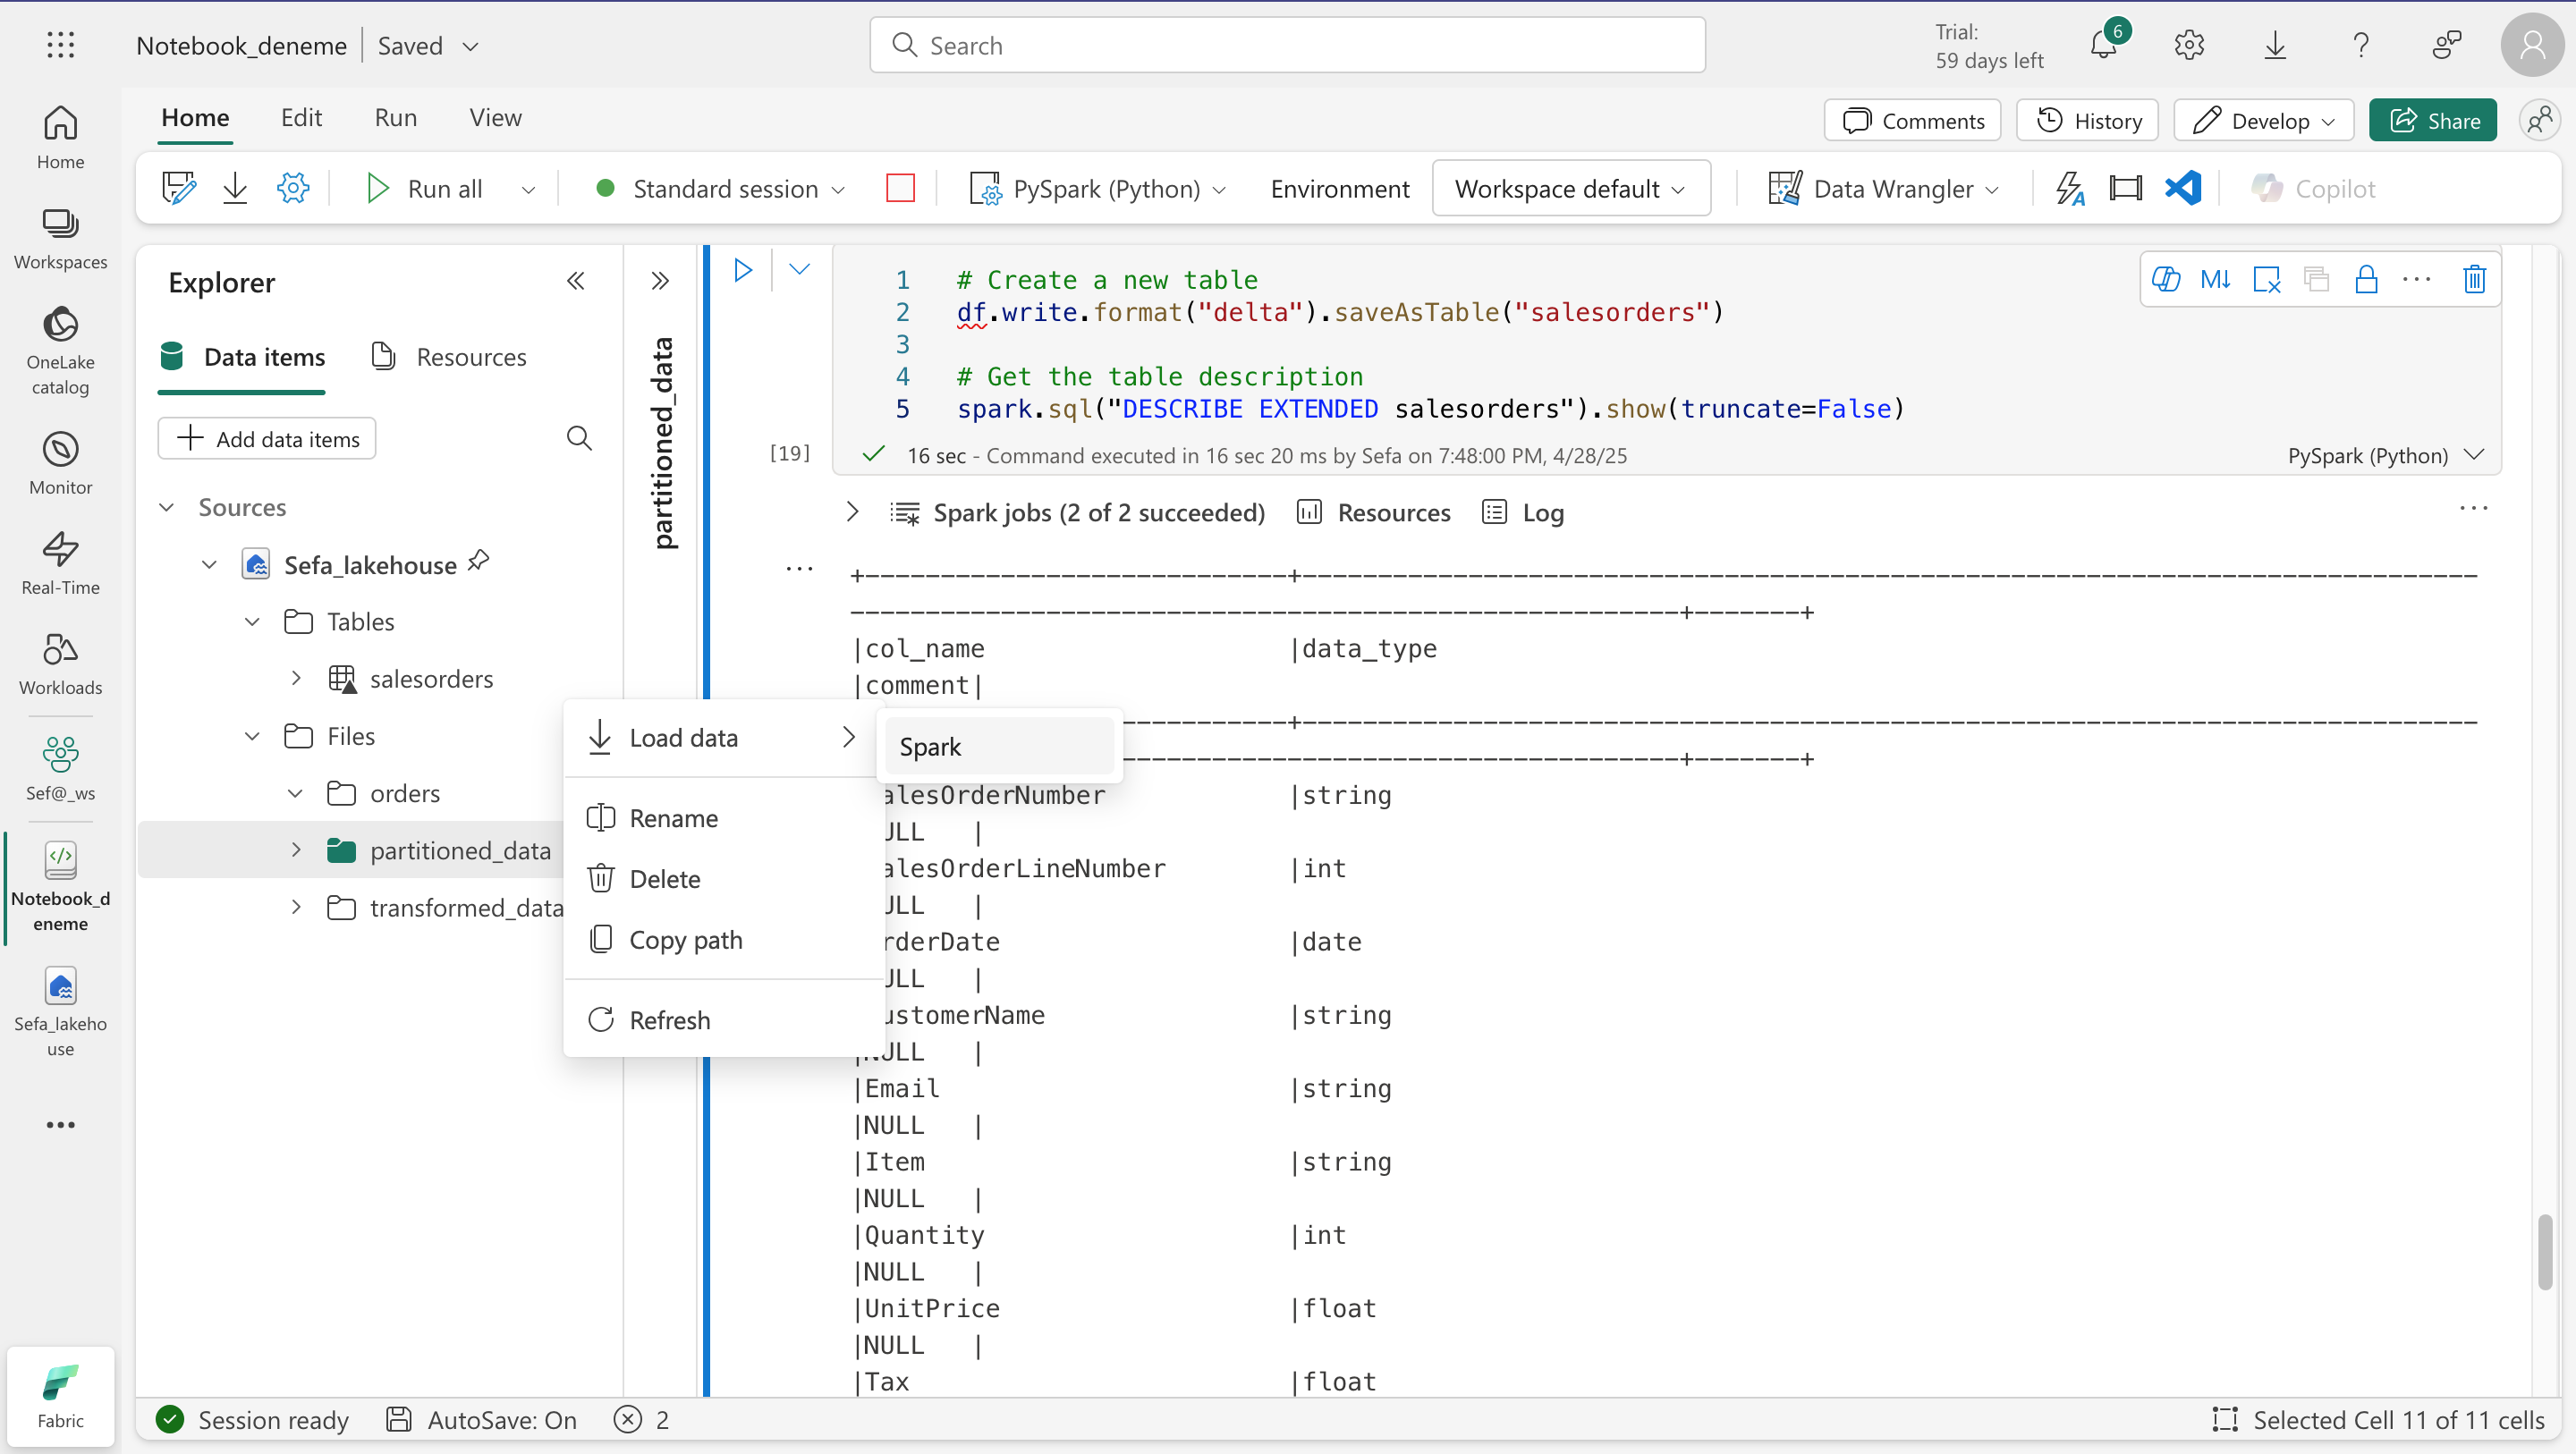 Notebook_deneme | Saved
Search
Trial:
59 days left
6
Home Edit Run View
Comments History Develop Share
Run all Standard session PySpark (Python) Environment Workspace default Data Wrangler Copilot
Home
Workspaces
OneLake
catalog
Monitor
Real-Time
Workloads
Sef@_ws
Notebook_d
eneme
Sefa_lakeho
use
Fabric
Explorer
Data items Resources
Add data items
Sources
Sefa_lakehouse
Tables
salesorders
Files
orders
partitioned_data
transformed_data
partitioned_data
Load data
Rename
Delete
Copy path
Refresh
Spark
M↓
1 # Create a new table
2 df.write.format("delta").saveAsTable("salesorders")
3
4 # Get the table description
5 spark.sql("DESCRIBE EXTENDED salesorders").show(truncate=False)
[19] 16 sec - Command executed in 16 sec 20 ms by Sefa on 7:48:00 PM, 4/28/25 PySpark (Python)
Spark jobs (2 of 2 succeeded) Resources Log
+----------------------------+------------------------------------------------------------------------------
-------------------------------------------------------+-------+
|col_name |data_type
|comment|
----------+------------------------------------------------------------------------------
-------------------------------------+-------+
alesOrderNumber |string
ULL |
alesOrderLineNumber |int
ULL |
rderDate |date
ULL |
ustomerName |string
|NULL |
|Email |string
|NULL |
|Item |string
|NULL |
|Quantity |int
|NULL |
|UnitPrice |float
|NULL |
|Tax |float
Session ready AutoSave: On 2 Selected Cell 11 of 11 cells